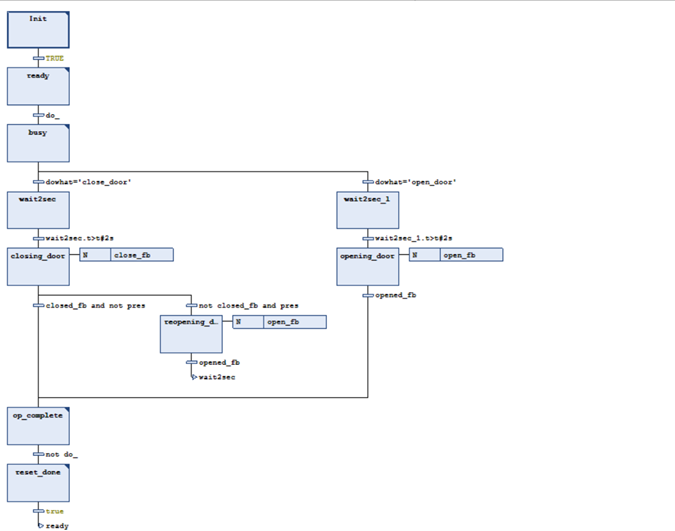 Init
TRUE
ready
do_
busy
dowhat='close_door' dowhat='open_door'
wait2sec wait2sec_1
wait2sec.t>t#2s wait2sec_1.t>t#2s
closing_door N close_fb opening_door N open_fb
opened_fb
closed_fb and not pres not closed_fb and pres
reopening_d… N open_fb
opened_fb
wait2sec
op_complete
not do_
reset_done
true
ready